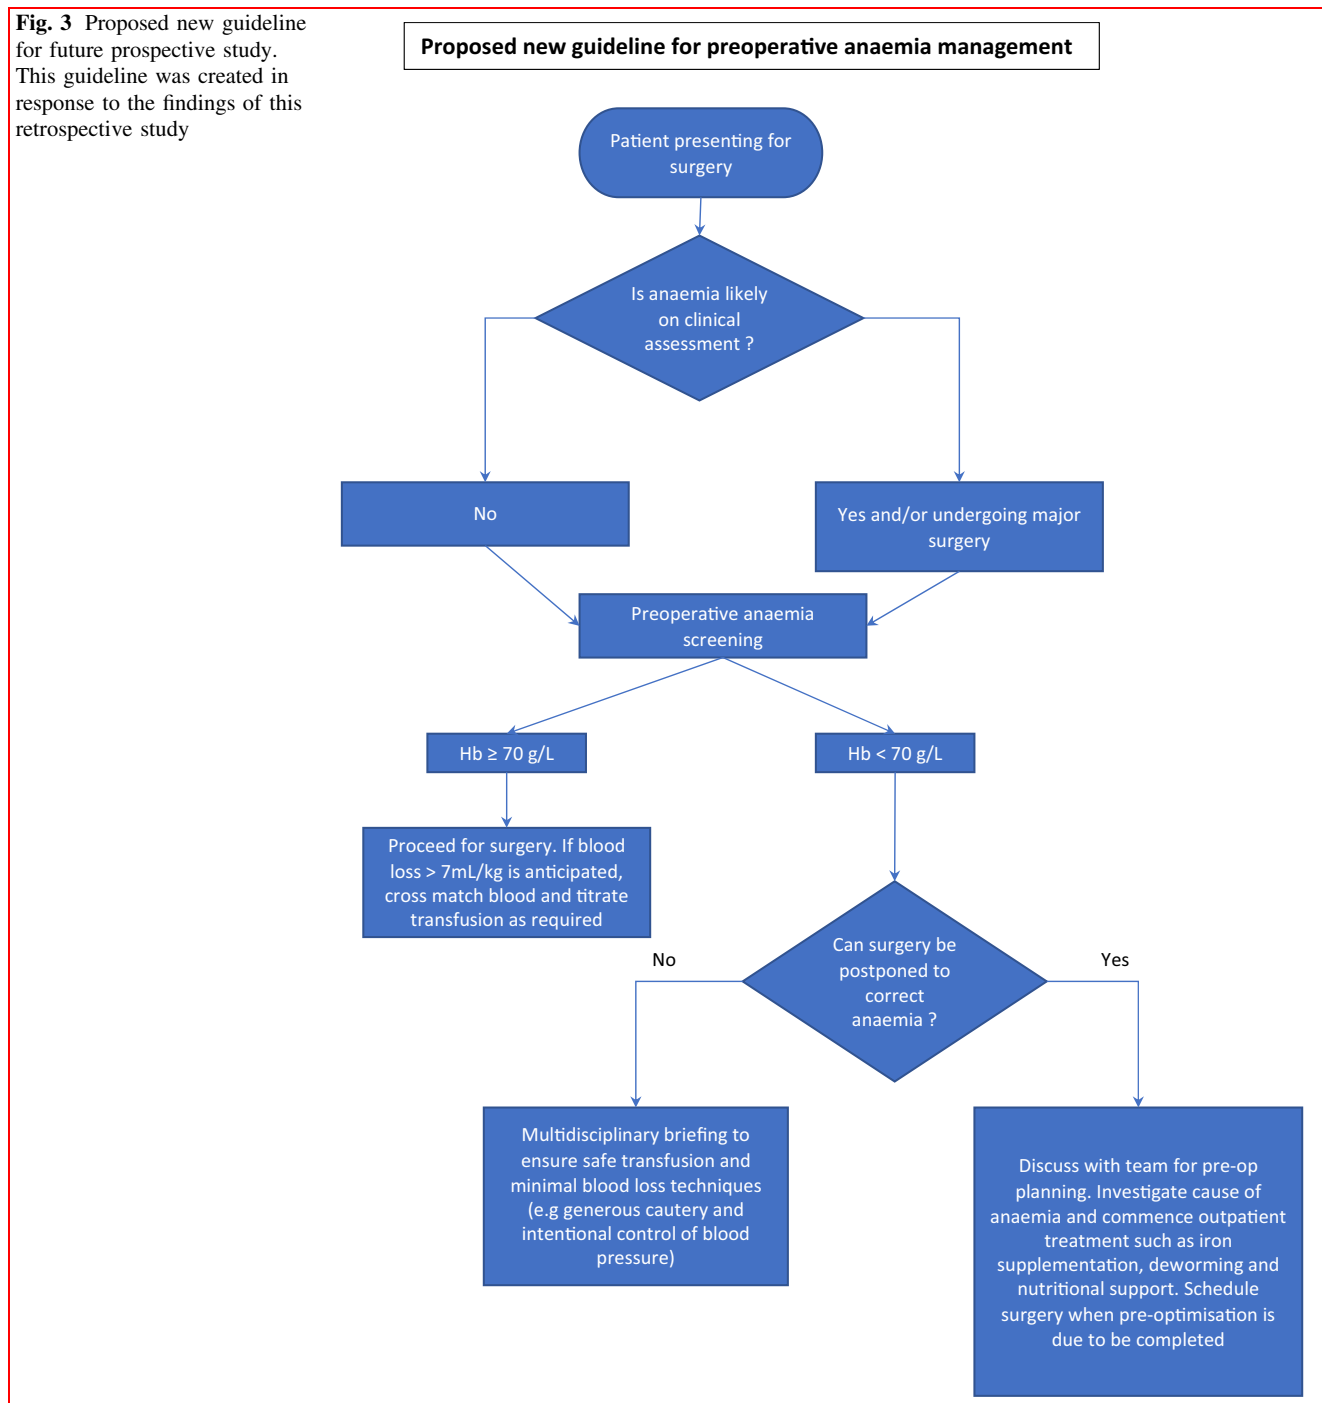 Fig. 3 Proposed new guideline
for future prospective study.
This guideline was created in
response to the findings of this
retrospective study
Proposed new guideline for preoperative anaemia management
Patient presenting for
surgery
Is anaemia likely
on clinical
assessment ?
No
Yes and/or undergoing major
surgery
Preoperative anaemia
screening
Hb ≥ 70 g/L
Hb < 70 g/L
Proceed for surgery. If blood
loss > 7mL/kg is anticipated,
cross match blood and titrate
transfusion as required
Can surgery be
postponed to
correct
anaemia ?
No
Yes
Multidisciplinary briefing to
ensure safe transfusion and
minimal blood loss techniques
(e.g generous cautery and
intentional control of blood
pressure)
Discuss with team for pre-op
planning. Investigate cause of
anaemia and commence outpatient
treatment such as iron
supplementation, deworming and
nutritional support. Schedule
surgery when pre-optimisation is
due to be completed